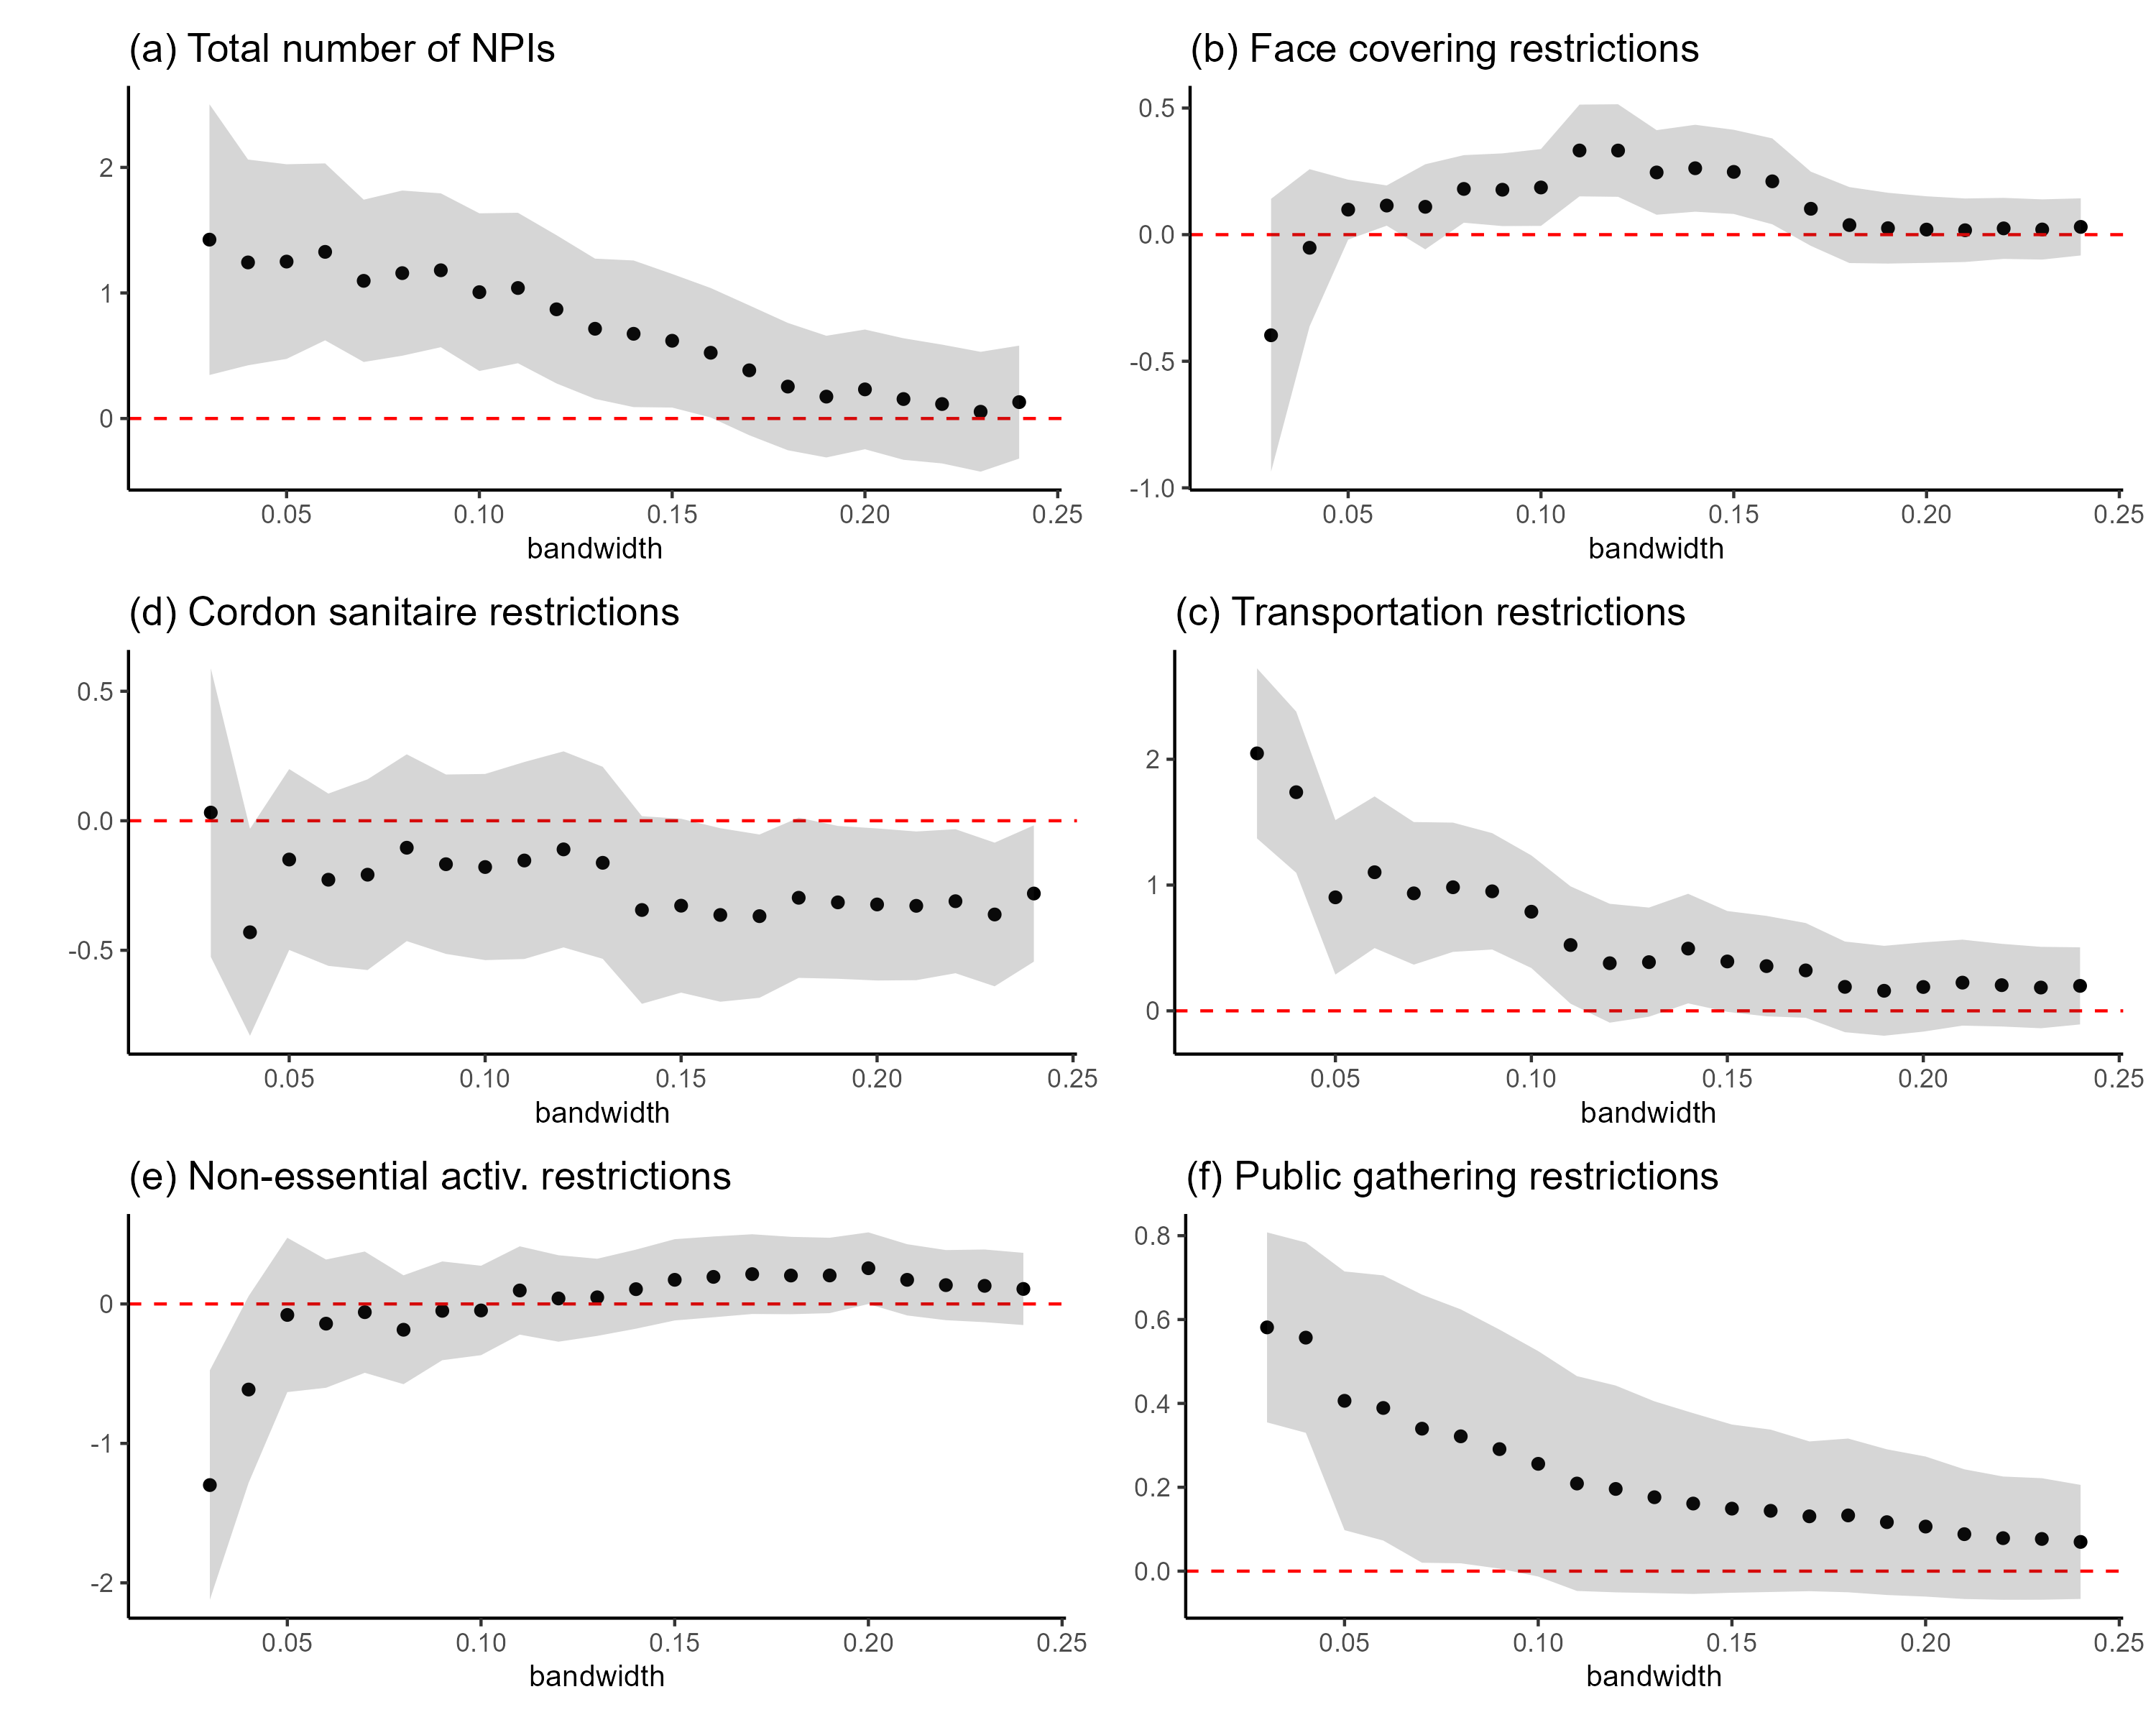 (a) Total number of NPIs
2
1
0
0.05 0.10 0.15 0.20 0.25
bandwidth
(b) Face covering restrictions
0.5
0.0
-0.5
-1.0
0.05 0.10 0.15 0.20 0.25
bandwidth
(d) Cordon sanitaire restrictions
0.5
0.0
-0.5
0.05 0.10 0.15 0.20 0.25
bandwidth
(c) Transportation restrictions
2
1
0
0.05 0.10 0.15 0.20 0.25
bandwidth
(e) Non-essential activ. restrictions
0
-1
-2
0.05 0.10 0.15 0.20 0.25
bandwidth
(f) Public gathering restrictions
0.8
0.6
0.4
0.2
0.0
0.05 0.10 0.15 0.20 0.25
bandwidth